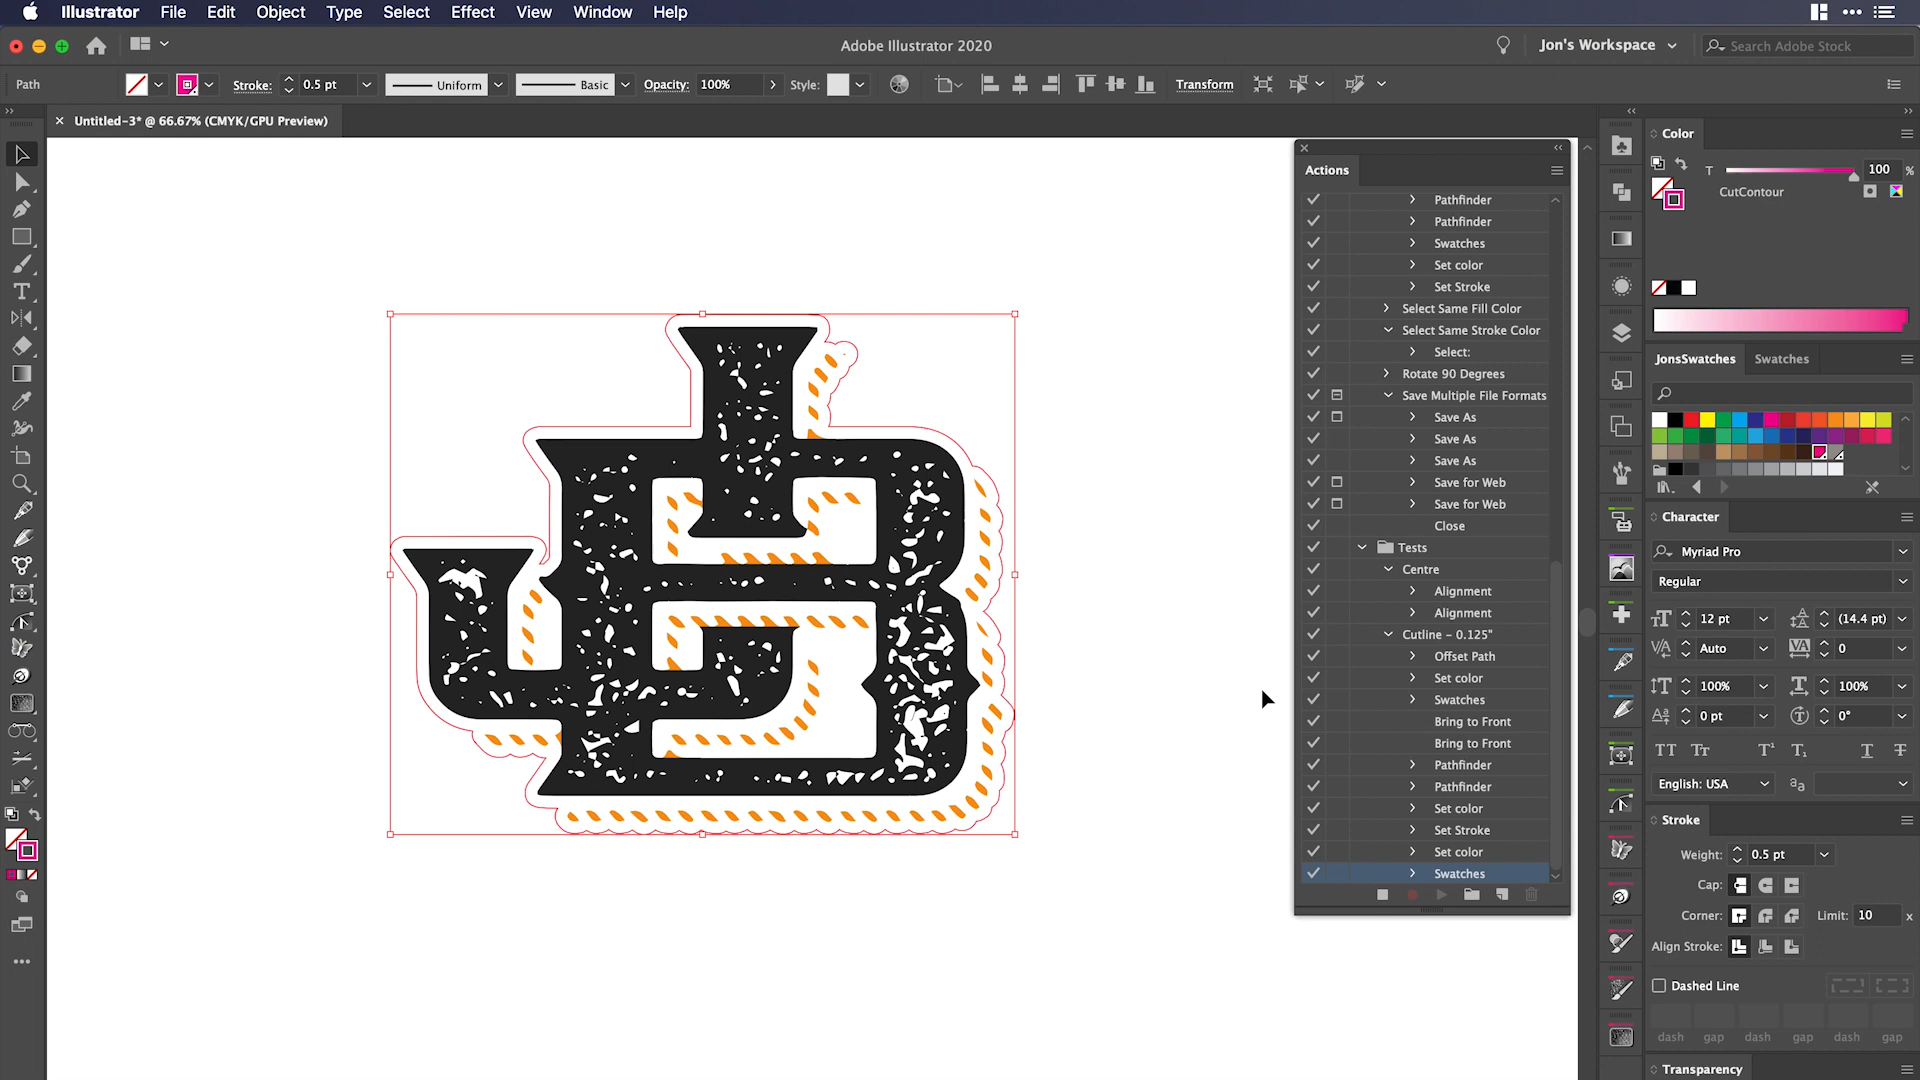 Illustrator File Edit Object Type Select Effect View Window Help
Adobe Illustrator 2020
Jon's Workspace
Search Adobe Stock
Path
Stroke: 0.5 pt
Uniform
Basic
Opacity: 100%
Style:
Transform
Untitled-3* @ 66.67% (CMYK/GPU Preview)
Actions
Pathfinder
Pathfinder
Swatches
Set color
Set Stroke
Select Same Fill Color
Select Same Stroke Color
Select:
Rotate 90 Degrees
Save Multiple File Formats
Save As
Save As
Save As
Save for Web
Save for Web
Close
Tests
Centre
Alignment
Alignment
Cutline - 0.125"
Offset Path
Set color
Swatches
Bring to Front
Bring to Front
Pathfinder
Pathfinder
Set color
Set Stroke
Set color
Swatches
Color
T 100 %
CutContour
JonsSwatches Swatches
Character
Myriad Pro
Regular
12 pt (14.4 pt)
Auto 0
100% 100%
0 pt 0°
English: USA
Stroke
Weight: 0.5 pt
Cap:
Corner: Limit: 10 x
Align Stroke:
Dashed Line
dash gap dash gap dash gap
Transparency